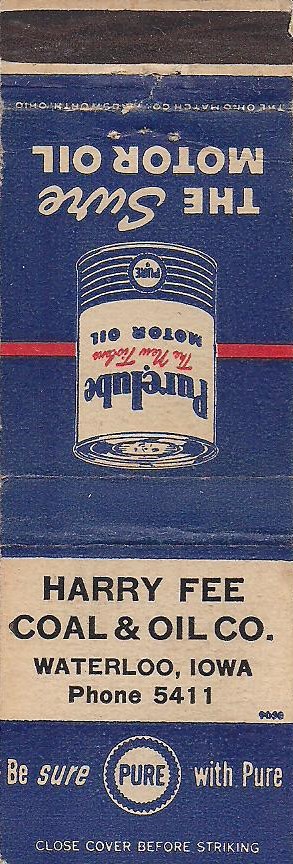 THE OHIO MATCH CO. WADSWORTH, OHIO
THE Sure
MOTOR OIL
Purelube
The New Tiolene
MOTOR OIL
PURE
HARRY FEE
COAL & OIL CO.
WATERLOO, IOWA
Phone 5411
Be sure PURE with Pure
CLOSE COVER BEFORE STRIKING